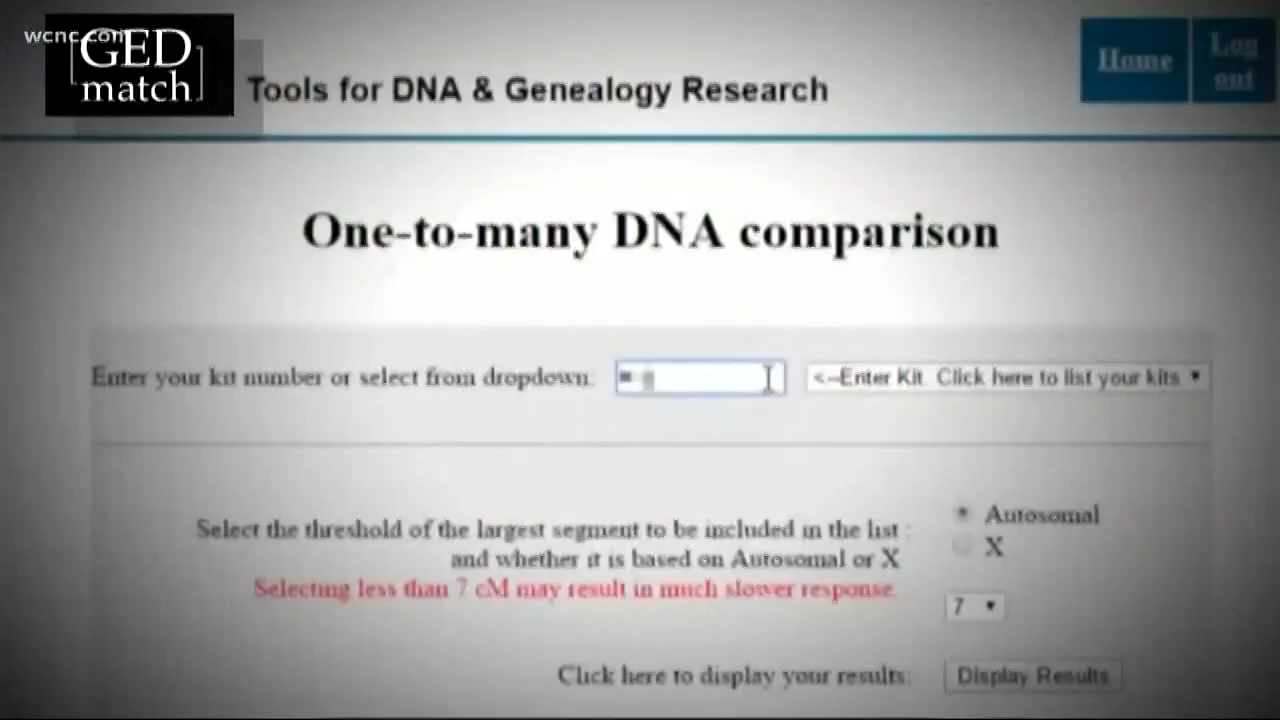 wcnc.com
GED
match
Tools for DNA & Genealogy Research
Home
Log
out
One-to-many DNA comparison
Enter your kit number or select from dropdown:
<--Enter Kit. Click here to list your kits
Select the threshold of the largest segment to be included in the list :
and whether it is based on Autosomal or X
Selecting less than 7 cM may result in much slower response.
Autosomal
X
7
Click here to display your results:
Display Results